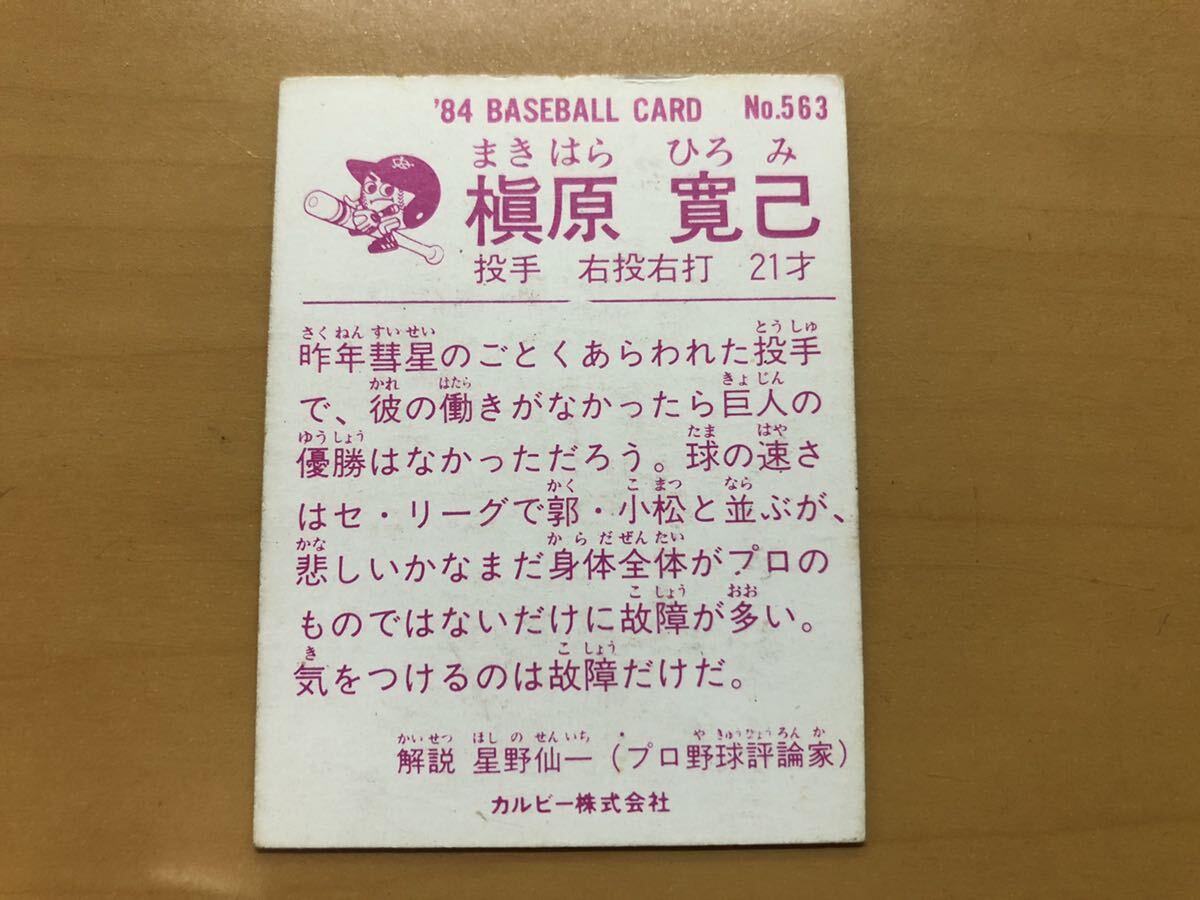 '84 BASEBALL CARD No.563
まきはら ひろみ
槇原 寛己
投手 右投右打 21才
さくねんすいせい とうしゅ
昨年彗星のごとくあらわれた投手
かれ はたら きょじん
で、彼の働きがなかったら巨人の
ゆうしょう たま はや
優勝はなかっただろう。球の速さ
かく こまつ なら
はセ・リーグで郭・小松と並ぶが、
かな からだぜんたい
悲しいかなまだ身体全体がプロの
こしょう おお
ものではないだけに故障が多い。
き こしょう
気をつけるのは故障だけだ。
かいせつ ほしのせんいち やきゅうひょうろんか
解説 星野仙一(プロ野球評論家)
カルビー株式会社